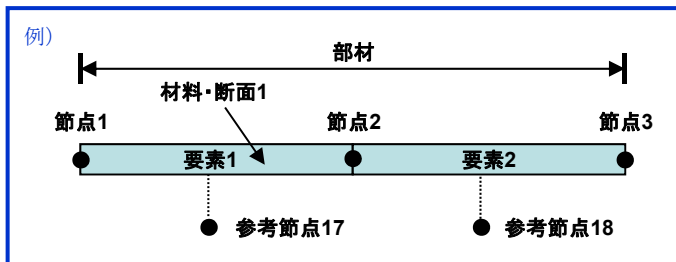 例）
部材
材料・断面1
節点1
節点2
節点3
要素1
要素2
参考節点17
参考節点18